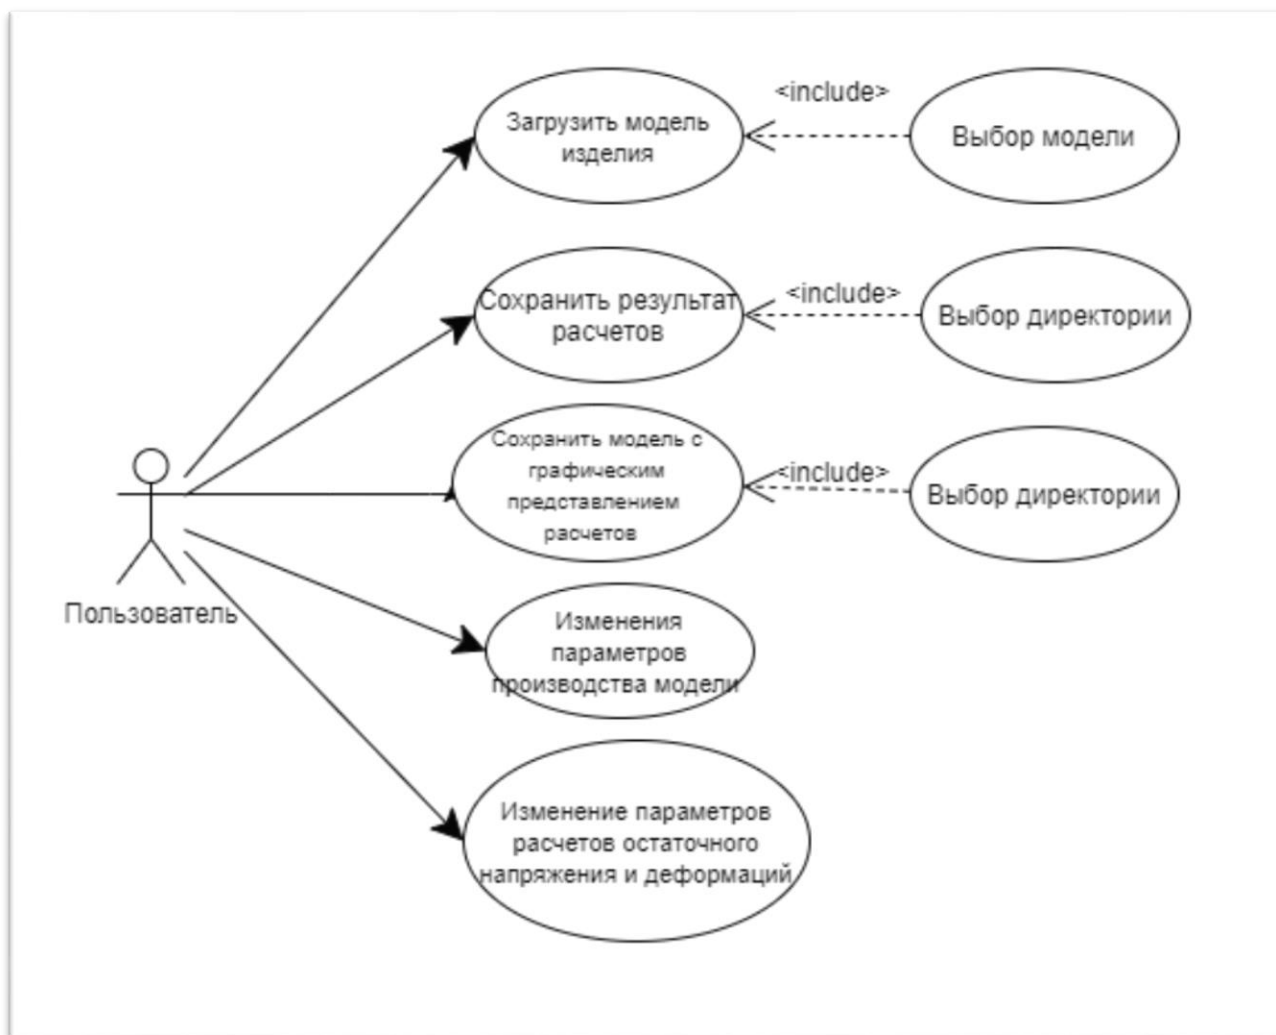 Загрузить модель
изделия
<include>
Выбор модели
Сохранить результат
расчетов
<include>
Выбор директории
Сохранить модель с
графическим
представлением
расчетов
<include>
Выбор директории
Пользователь
Изменения
параметров
производства модели
Изменение параметров
расчетов остаточного
напряжения и деформаций